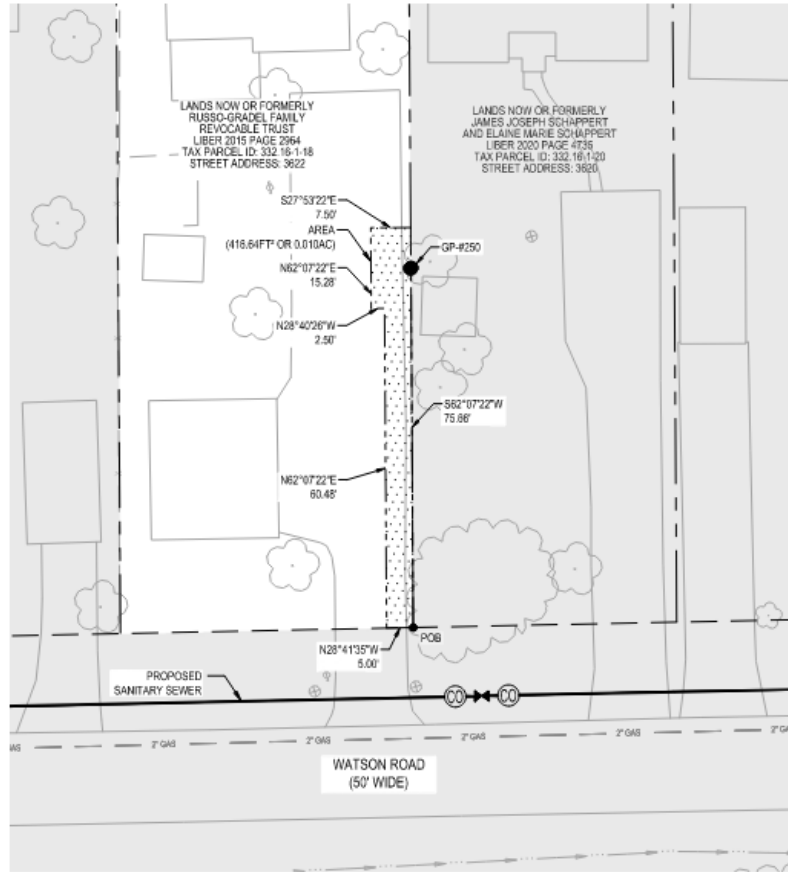 LANDS NOW OR FORMERLY
RUSSO-GRADEL FAMILY
REVOCABLE TRUST
LIBER 2015 PAGE 2964
TAX PARCEL ID: 332.16-1-18
STREET ADDRESS: 3622
LANDS NOW OR FORMERLY
JAMES JOSEPH SCHAPPERT
AND ELAINE MARIE SCHAPPERT
LIBER 2020 PAGE 4735
TAX PARCEL ID: 332.16-1-20
STREET ADDRESS: 3620
S27°53'22"E
7.50'
AREA
(416.64FT² OR 0.010AC)
GP-#250
N62°07'22"E
15.28'
N28°40'26"W
2.50'
S62°07'22"W
75.66'
N62°07'22"E
60.48'
POB
N28°41'35"W
5.00'
PROPOSED
SANITARY SEWER
CO CO
GAS 2" GAS 2" GAS 2" GAS 2" GAS 2" GAS
WATSON ROAD
(50' WIDE)